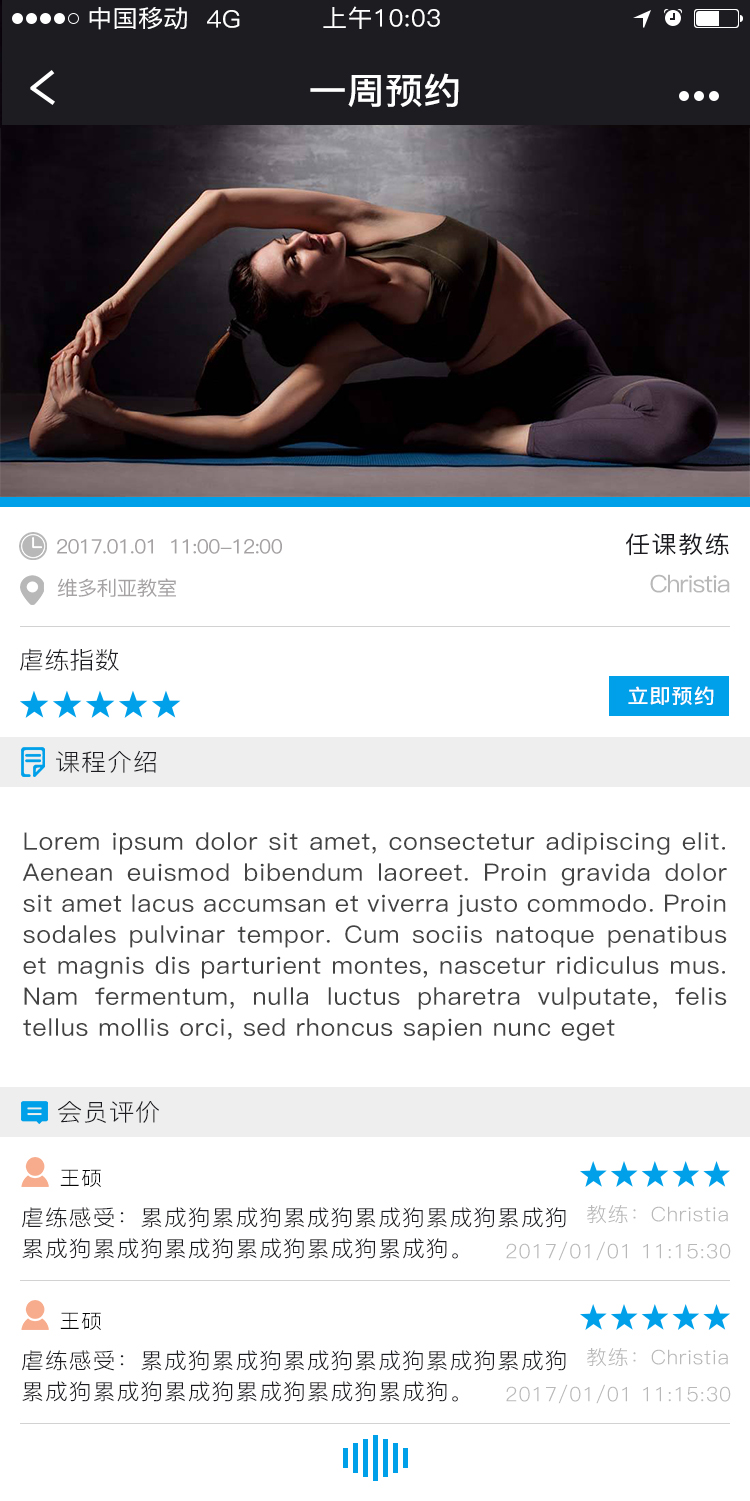 中国移动 4G 上午10:03
一周预约
2017.01.01 11:00-12:00 任课教练
维多利亚教室 Christia
虐练指数
立即预约
课程介绍
Lorem ipsum dolor sit amet, consectetur adipiscing elit.
Aenean euismod bibendum laoreet. Proin gravida dolor
sit amet lacus accumsan et viverra justo commodo. Proin
sodales pulvinar tempor. Cum sociis natoque penatibus
et magnis dis parturient montes, nascetur ridiculus mus.
Nam fermentum, nulla luctus pharetra vulputate, felis
tellus mollis orci, sed rhoncus sapien nunc eget
会员评价
王硕
虐练感受：累成狗累成狗累成狗累成狗累成狗累成狗 教练：Christia
累成狗累成狗累成狗累成狗累成狗累成狗。 2017/01/01 11:15:30
王硕
虐练感受：累成狗累成狗累成狗累成狗累成狗累成狗 教练：Christia
累成狗累成狗累成狗累成狗累成狗累成狗。 2017/01/01 11:15:30